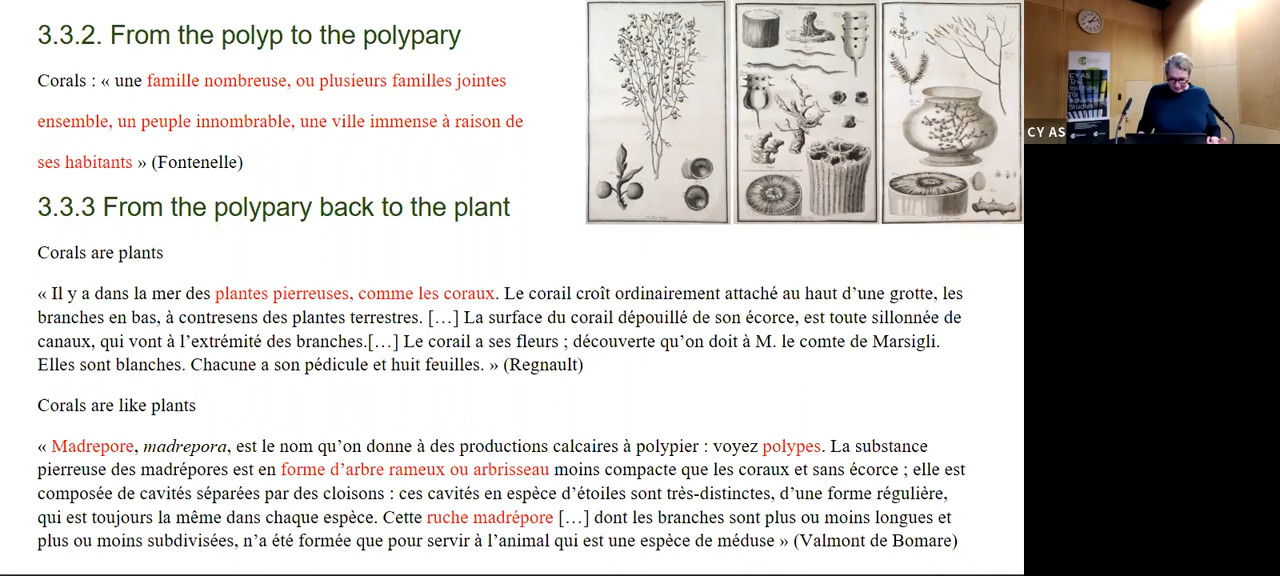 3.3.2. From the polyp to the polypary
Corals : « une famille nombreuse, ou plusieurs familles jointes
ensemble, un peuple innombrable, une ville immense à raison de
ses habitants » (Fontenelle)
3.3.3 From the polypary back to the plant
Corals are plants
« Il y a dans la mer des plantes pierreuses, comme les coraux. Le corail croît ordinairement attaché au haut d’une grotte, les
branches en bas, à contresens des plantes terrestres. […] La surface du corail dépouillé de son écorce, est toute sillonnée de
canaux, qui vont à l’extrémité des branches.[…] Le corail a ses fleurs ; découverte qu’on doit à M. le comte de Marsigli.
Elles sont blanches. Chacune a son pédicule et huit feuilles. » (Regnault)
Corals are like plants
« Madrepore, madrepora, est le nom qu’on donne à des productions calcaires à polypier : voyez polypes. La substance
pierreuse des madrépores est en forme d’arbre rameux ou arbrisseau moins compacte que les coraux et sans écorce ; elle est
composée de cavités séparées par des cloisons : ces cavités en espèce d’étoiles sont très-distinctes, d’une forme régulière,
qui est toujours la même dans chaque espèce. Cette ruche madrépore […] dont les branches sont plus ou moins longues et
plus ou moins subdivisées, n’a été formée que pour servir à l’animal qui est une espèce de méduse » (Valmont de Bomare)
CY AS
The
Institute
for
Advanced
Studies
CY AS